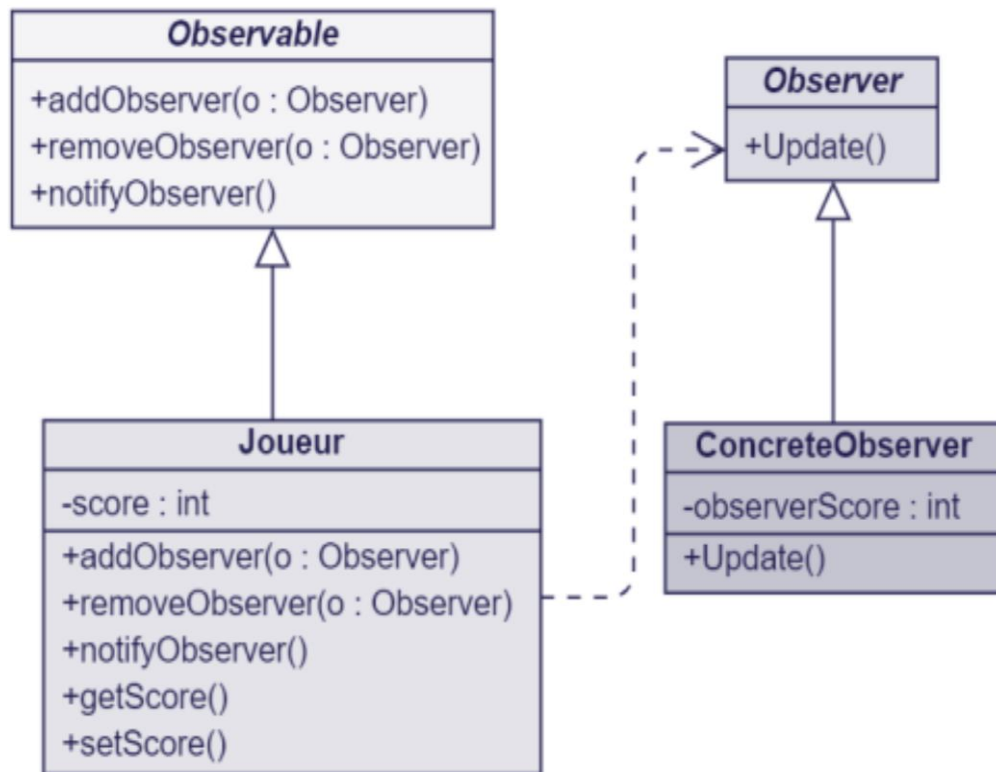 Observable
+addObserver(o : Observer)
+removeObserver(o : Observer)
+notifyObserver()
Observer
+Update()
Joueur
-score : int
+addObserver(o : Observer)
+removeObserver(o : Observer)
+notifyObserver()
+getScore()
+setScore()
ConcreteObserver
-observerScore : int
+Update()